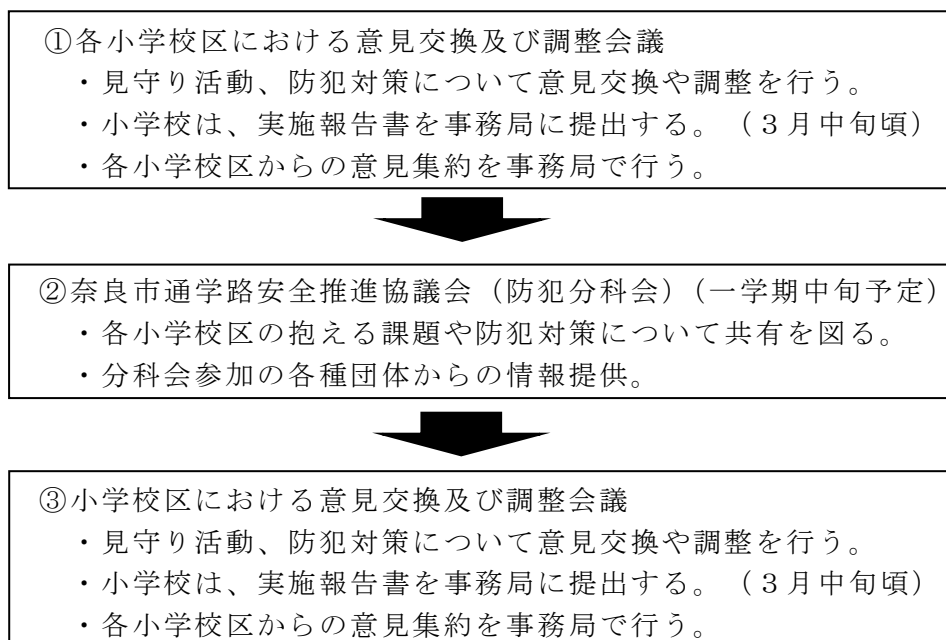 ①各小学校区における意見交換及び調整会議
・見守り活動、防犯対策について意見交換や調整を行う。
・小学校は、実施報告書を事務局に提出する。（３月中旬頃）
・各小学校区からの意見集約を事務局で行う。
②奈良市通学路安全推進協議会（防犯分科会）（一学期中旬予定）
・各小学校区の抱える課題や防犯対策について共有を図る。
・分科会参加の各種団体からの情報提供。
③小学校区における意見交換及び調整会議
・見守り活動、防犯対策について意見交換や調整を行う。
・小学校は、実施報告書を事務局に提出する。（３月中旬頃）
・各小学校区からの意見集約を事務局で行う。